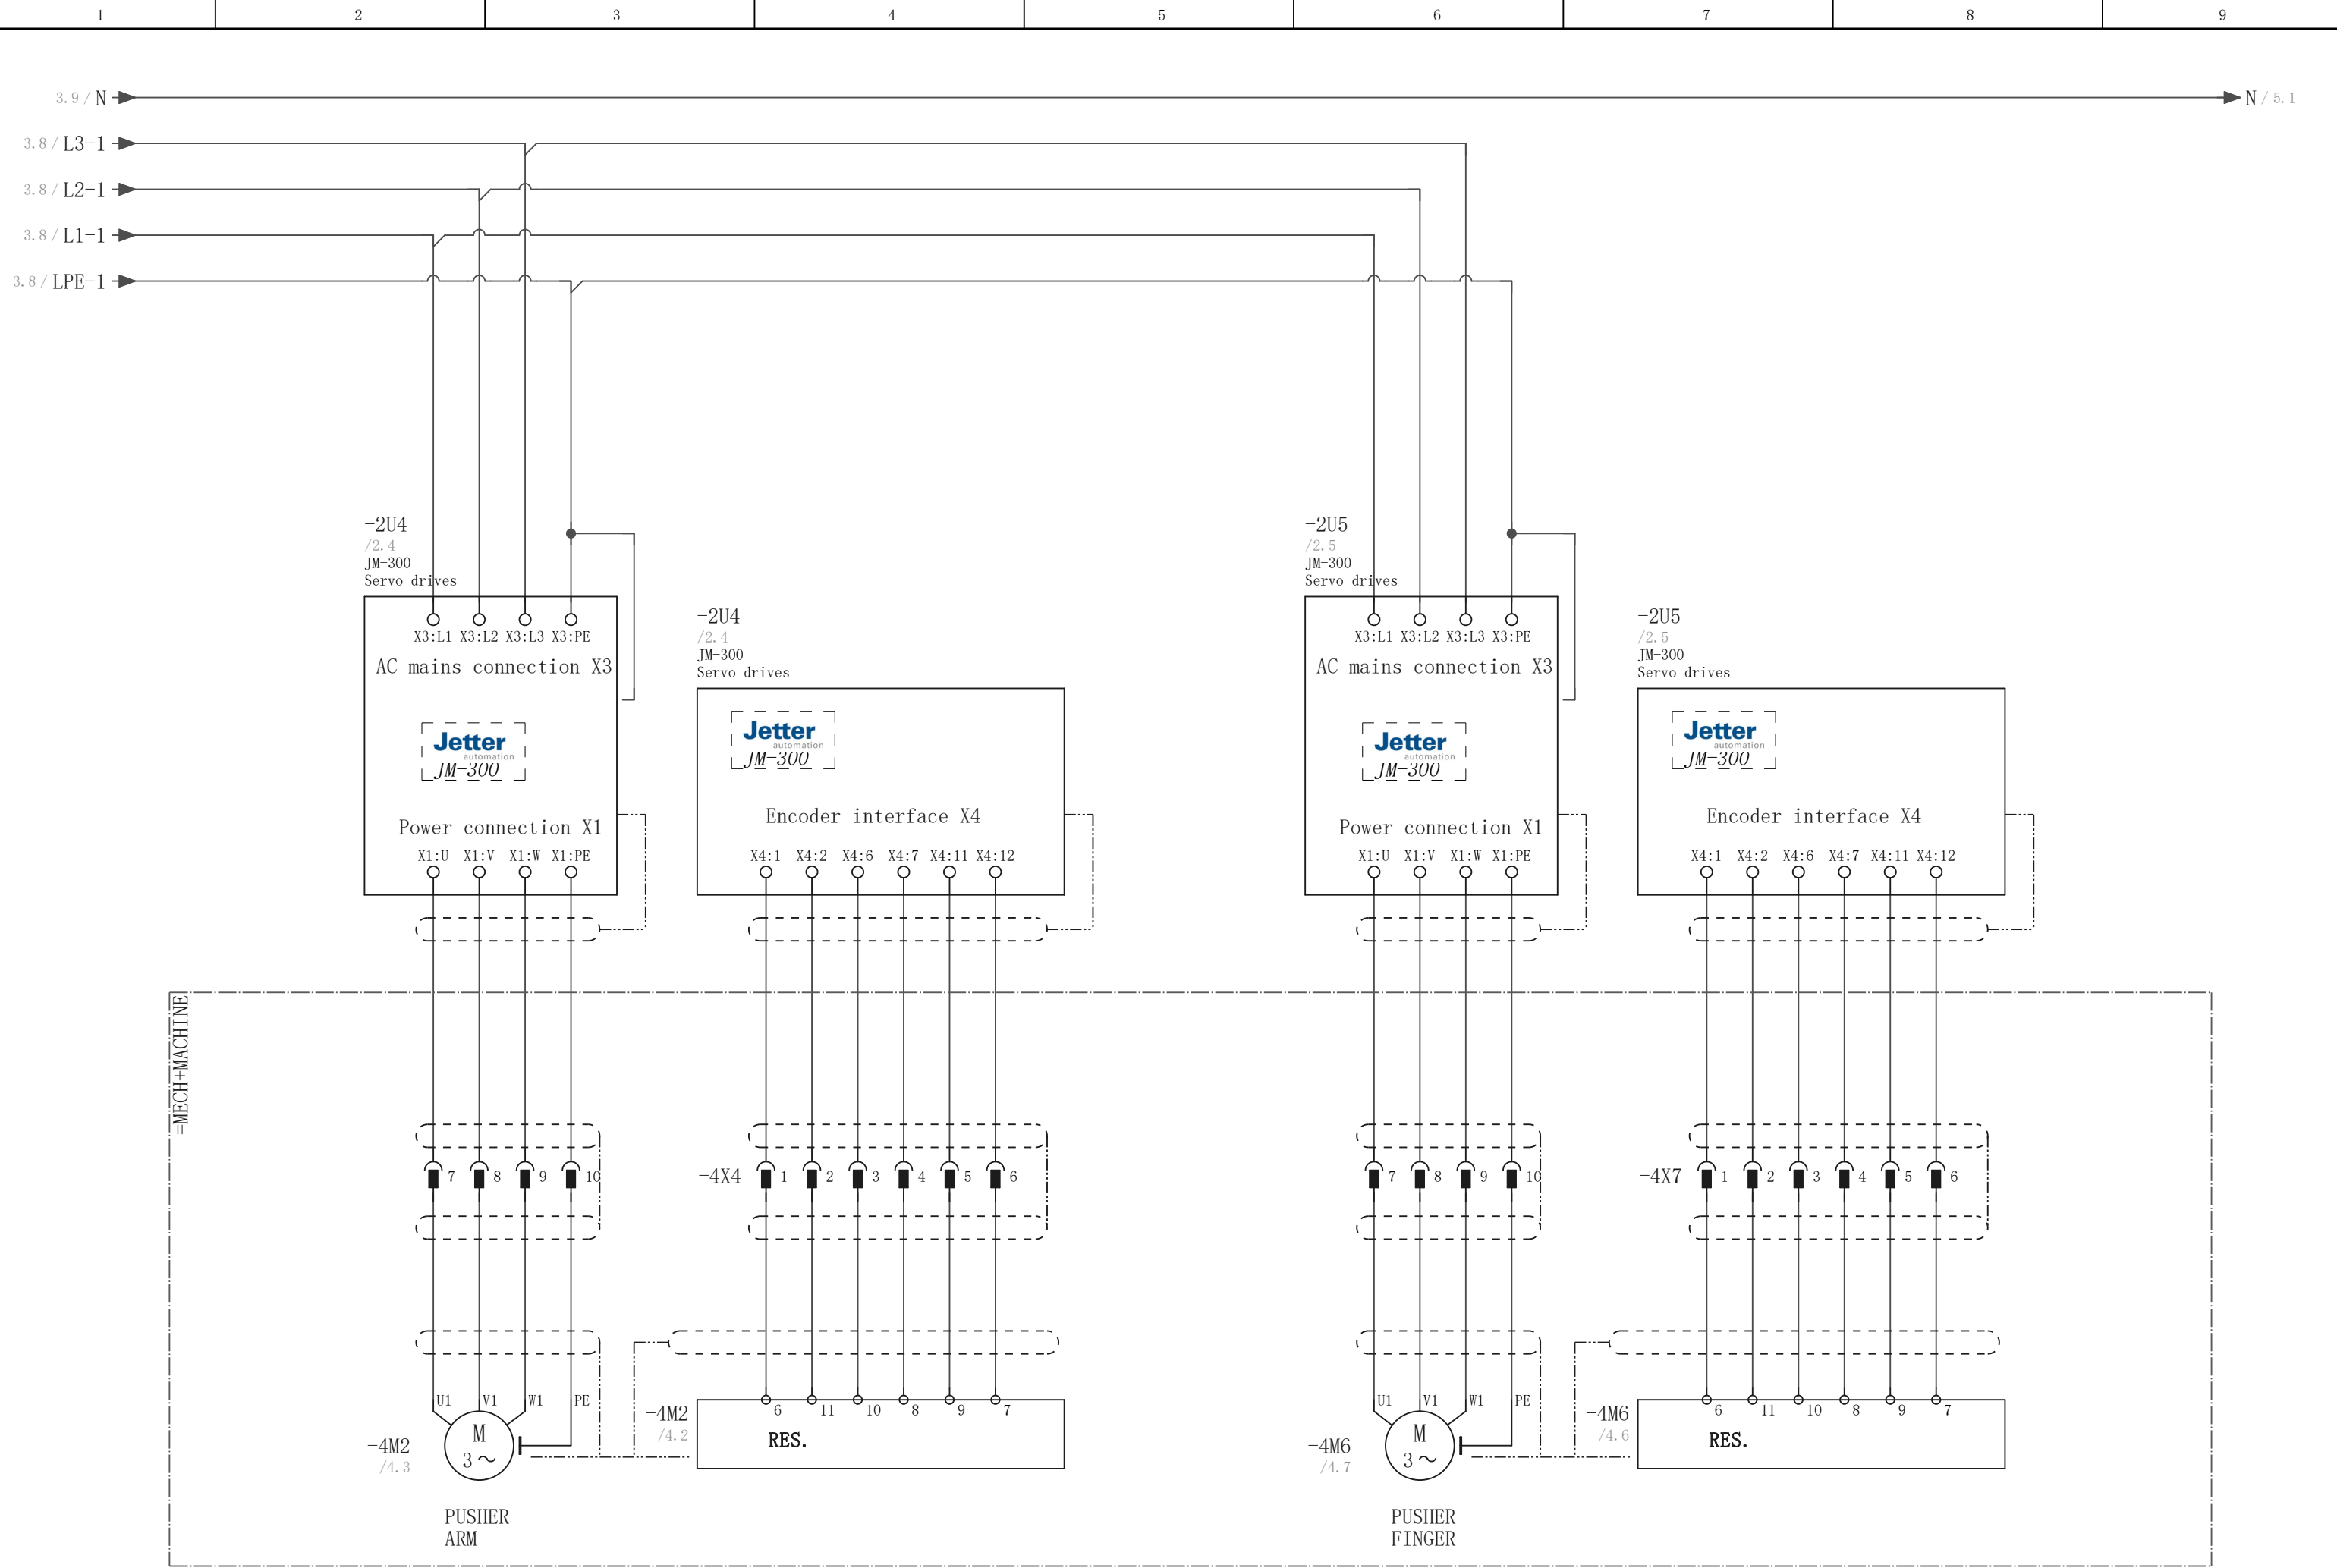 1 2 3 4 5 6 7 8 9
3.9 / N N / 5.1
3.8 / L3-1
3.8 / L2-1
3.8 / L1-1
3.8 / LPE-1
-2U4
/2.4
JM-300
Servo drives
X3:L1 X3:L2 X3:L3 X3:PE
AC mains connection X3
Jetter
automation
JM-300
Power connection X1
X1:U X1:V X1:W X1:PE
-2U4
/2.4
JM-300
Servo drives
Jetter
automation
JM-300
Encoder interface X4
X4:1 X4:2 X4:6 X4:7 X4:11 X4:12
-2U5
/2.5
JM-300
Servo drives
X3:L1 X3:L2 X3:L3 X3:PE
AC mains connection X3
Jetter
automation
JM-300
Power connection X1
X1:U X1:V X1:W X1:PE
-2U5
/2.5
JM-300
Servo drives
Jetter
automation
JM-300
Encoder interface X4
X4:1 X4:2 X4:6 X4:7 X4:11 X4:12
=MECH+MACHINE
7 8 9 10
-4X4 1 2 3 4 5 6
7 8 9 10
-4X7 1 2 3 4 5 6
U1 V1 W1 PE
M
3 ~
-4M2
/4.3
PUSHER
ARM
-4M2
/4.2
6 11 10 8 9 7
RES.
U1 V1 W1 PE
M
3 ~
-4M6
/4.7
PUSHER
FINGER
-4M6
/4.6
6 11 10 8 9 7
RES.